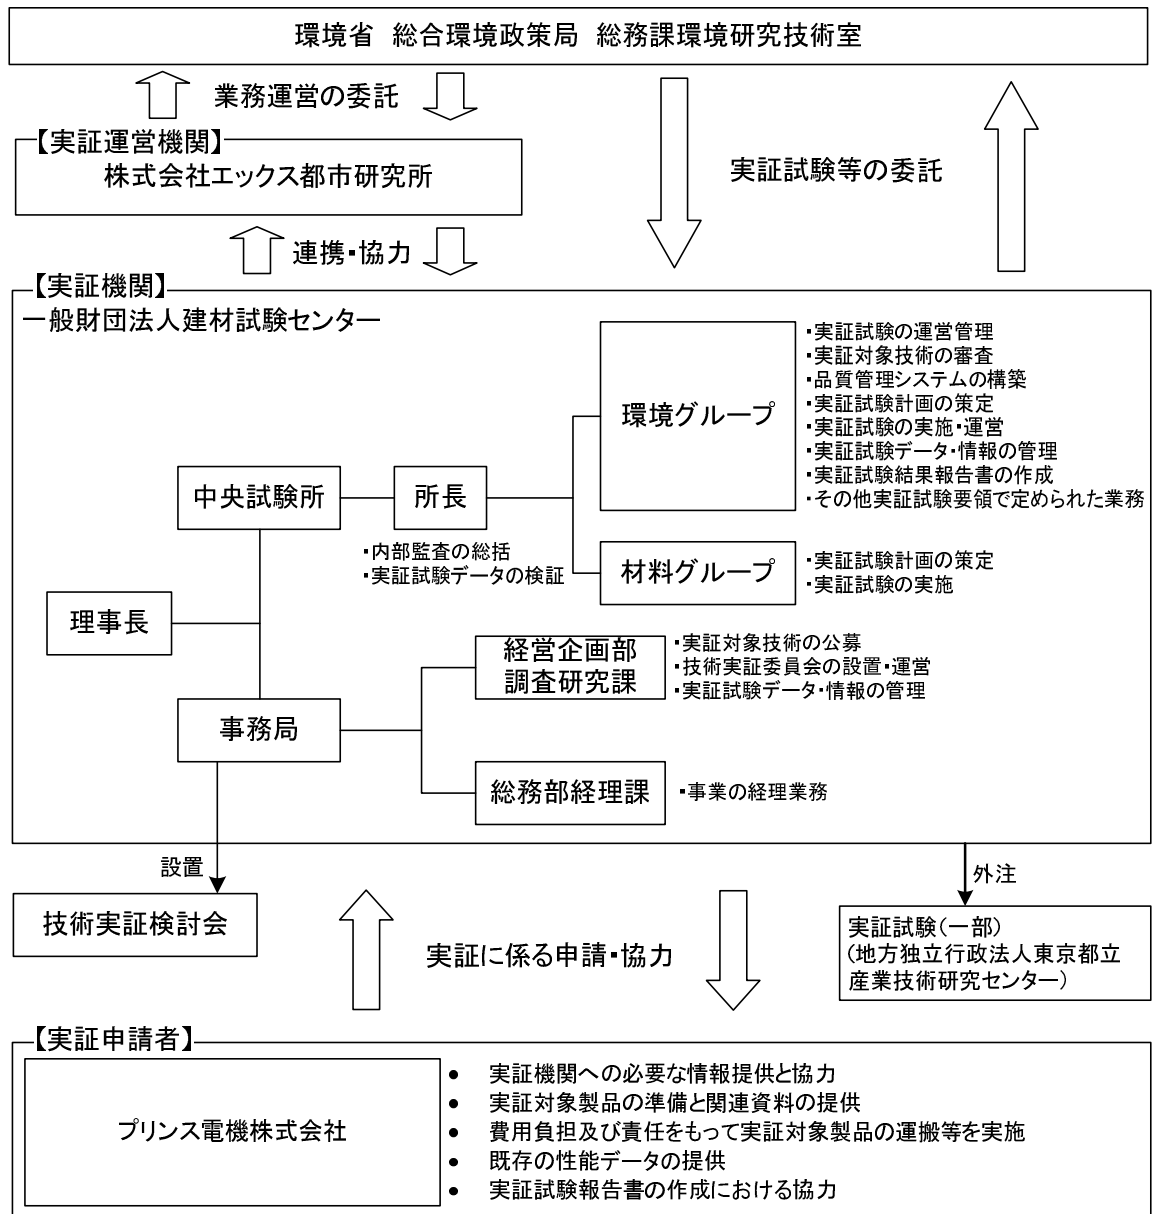 環境省　総合環境政策局　総務課環境研究技術室
業務運営の委託
【実証運営機関】
株式会社エックス都市研究所
実証試験等の委託
連携・協力
【実証機関】
一般財団法人建材試験センター
環境グループ
・実証試験の運営管理
・実証対象技術の審査
・品質管理システムの構築
・実証試験計画の策定
・実証試験の実施・運営
・実証試験データ・情報の管理
・実証試験結果報告書の作成
・その他実証試験要領で定められた業務
中央試験所
所長
・内部監査の総括
・実証試験データの検証
材料グループ
・実証試験計画の策定
・実証試験の実施
理事長
経営企画部
調査研究課
・実証対象技術の公募
・技術実証委員会の設置・運営
・実証試験データ・情報の管理
事務局
総務部経理課
・事業の経理業務
設置
外注
技術実証検討会
実証に係る申請・協力
実証試験（一部）
（地方独立行政法人東京都立
産業技術研究センター）
【実証申請者】
プリンス電機株式会社
● 実証機関への必要な情報提供と協力
● 実証対象製品の準備と関連資料の提供
● 費用負担及び責任をもって実証対象製品の運搬等を実施
● 既存の性能データの提供
● 実証試験報告書の作成における協力